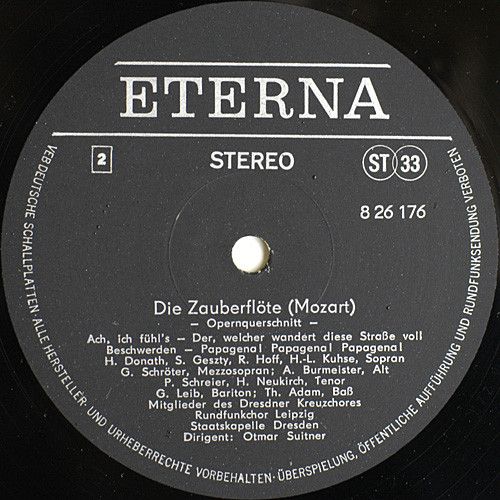 ETERNA
2
STEREO
ST 33
8 26 176
Die Zauberflöte (Mozart)
— Opernquerschnitt —
Ach, ich fühl's — Der, welcher wandert diese Straße voll
Beschwerden — Papagena! Papagena! Papagena!
H. Donath, S. Geszty, R. Hoff, H.-L. Kuhse, Sopran
G. Schröter, Mezzosopran; A. Burmeister, Alt
P. Schreier, H. Neukirch, Tenor
G. Leib, Bariton; Th. Adam, Baß
Mitglieder des Dresdner Kreuzchores
Rundfunkchor Leipzig
Staatskapelle Dresden
Dirigent: Otmar Suitner
VEB DEUTSCHE SCHALLPLATTEN · ALLE HERSTELLER- UND URHEBERRECHTE VORBEHALTEN · ÜBERSPIELUNG, ÖFFENTLICHE AUFFÜHRUNG UND RUNDFUNKSENDUNG VERBOTEN